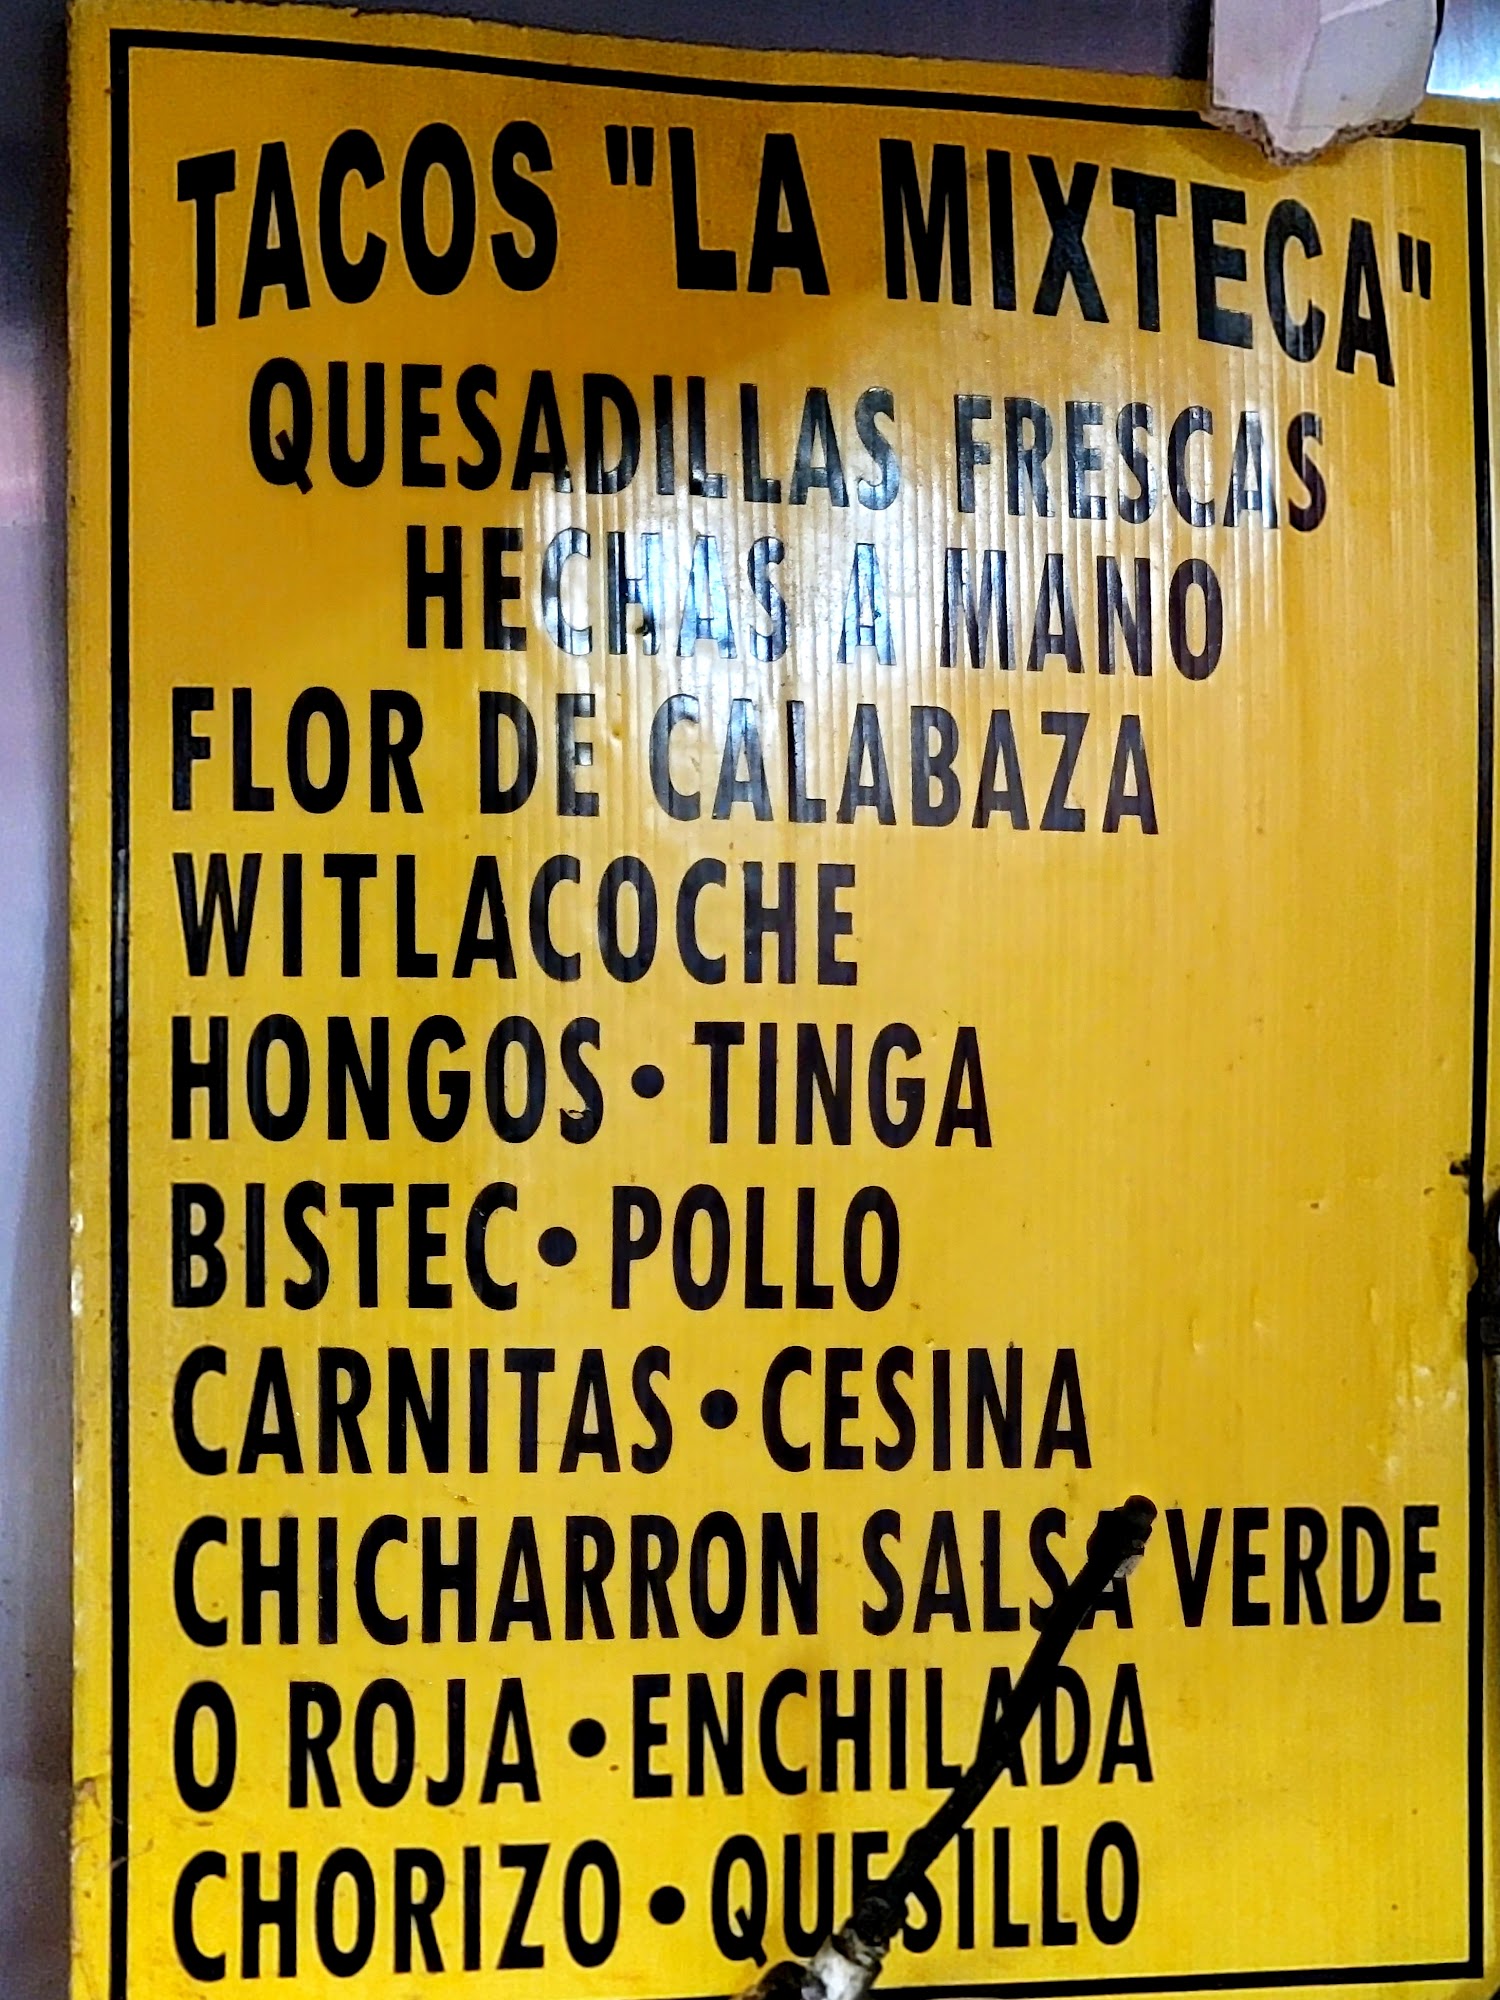 TACOS "LA MIXTECA"
QUESADILLAS FRESCAS
HECHAS A MANO
FLOR DE CALABAZA
WITLACOCHE
HONGOS • TINGA
BISTEC • POLLO
CARNITAS • CESINA
CHICHARRON SALSA VERDE
O ROJA • ENCHILADA
CHORIZO • QUESILLO